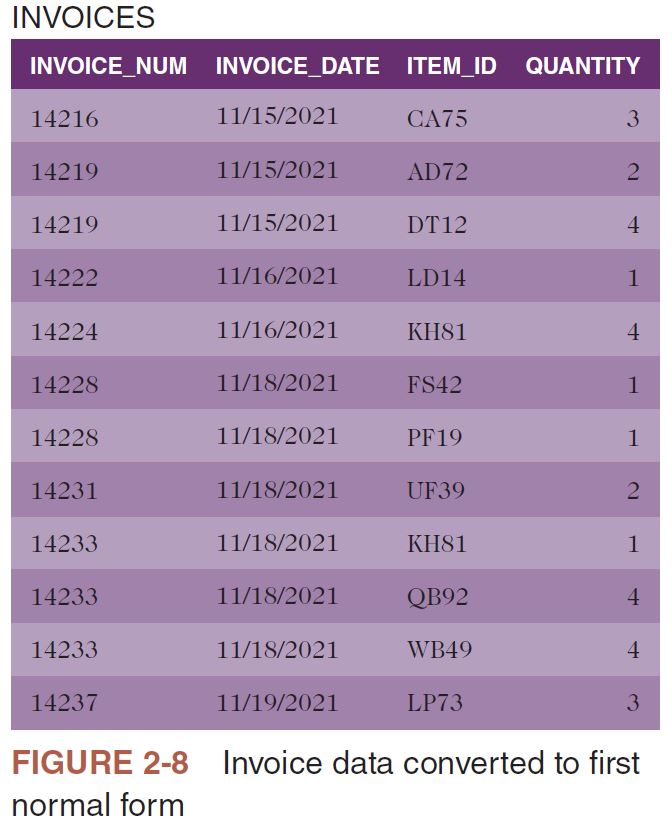 INVOICES
INVOICE_NUM INVOICE_DATE ITEM_ID QUANTITY
14216 11/15/2021 CA75 3
14219 11/15/2021 AD72 2
14219 11/15/2021 DT12 4
14222 11/16/2021 LD14 1
14224 11/16/2021 KH81 4
14228 11/18/2021 FS42 1
14228 11/18/2021 PF19 1
14231 11/18/2021 UF39 2
14233 11/18/2021 KH81 1
14233 11/18/2021 QB92 4
14233 11/18/2021 WB49 4
14237 11/19/2021 LP73 3
FIGURE 2-8 Invoice data converted to first
normal form